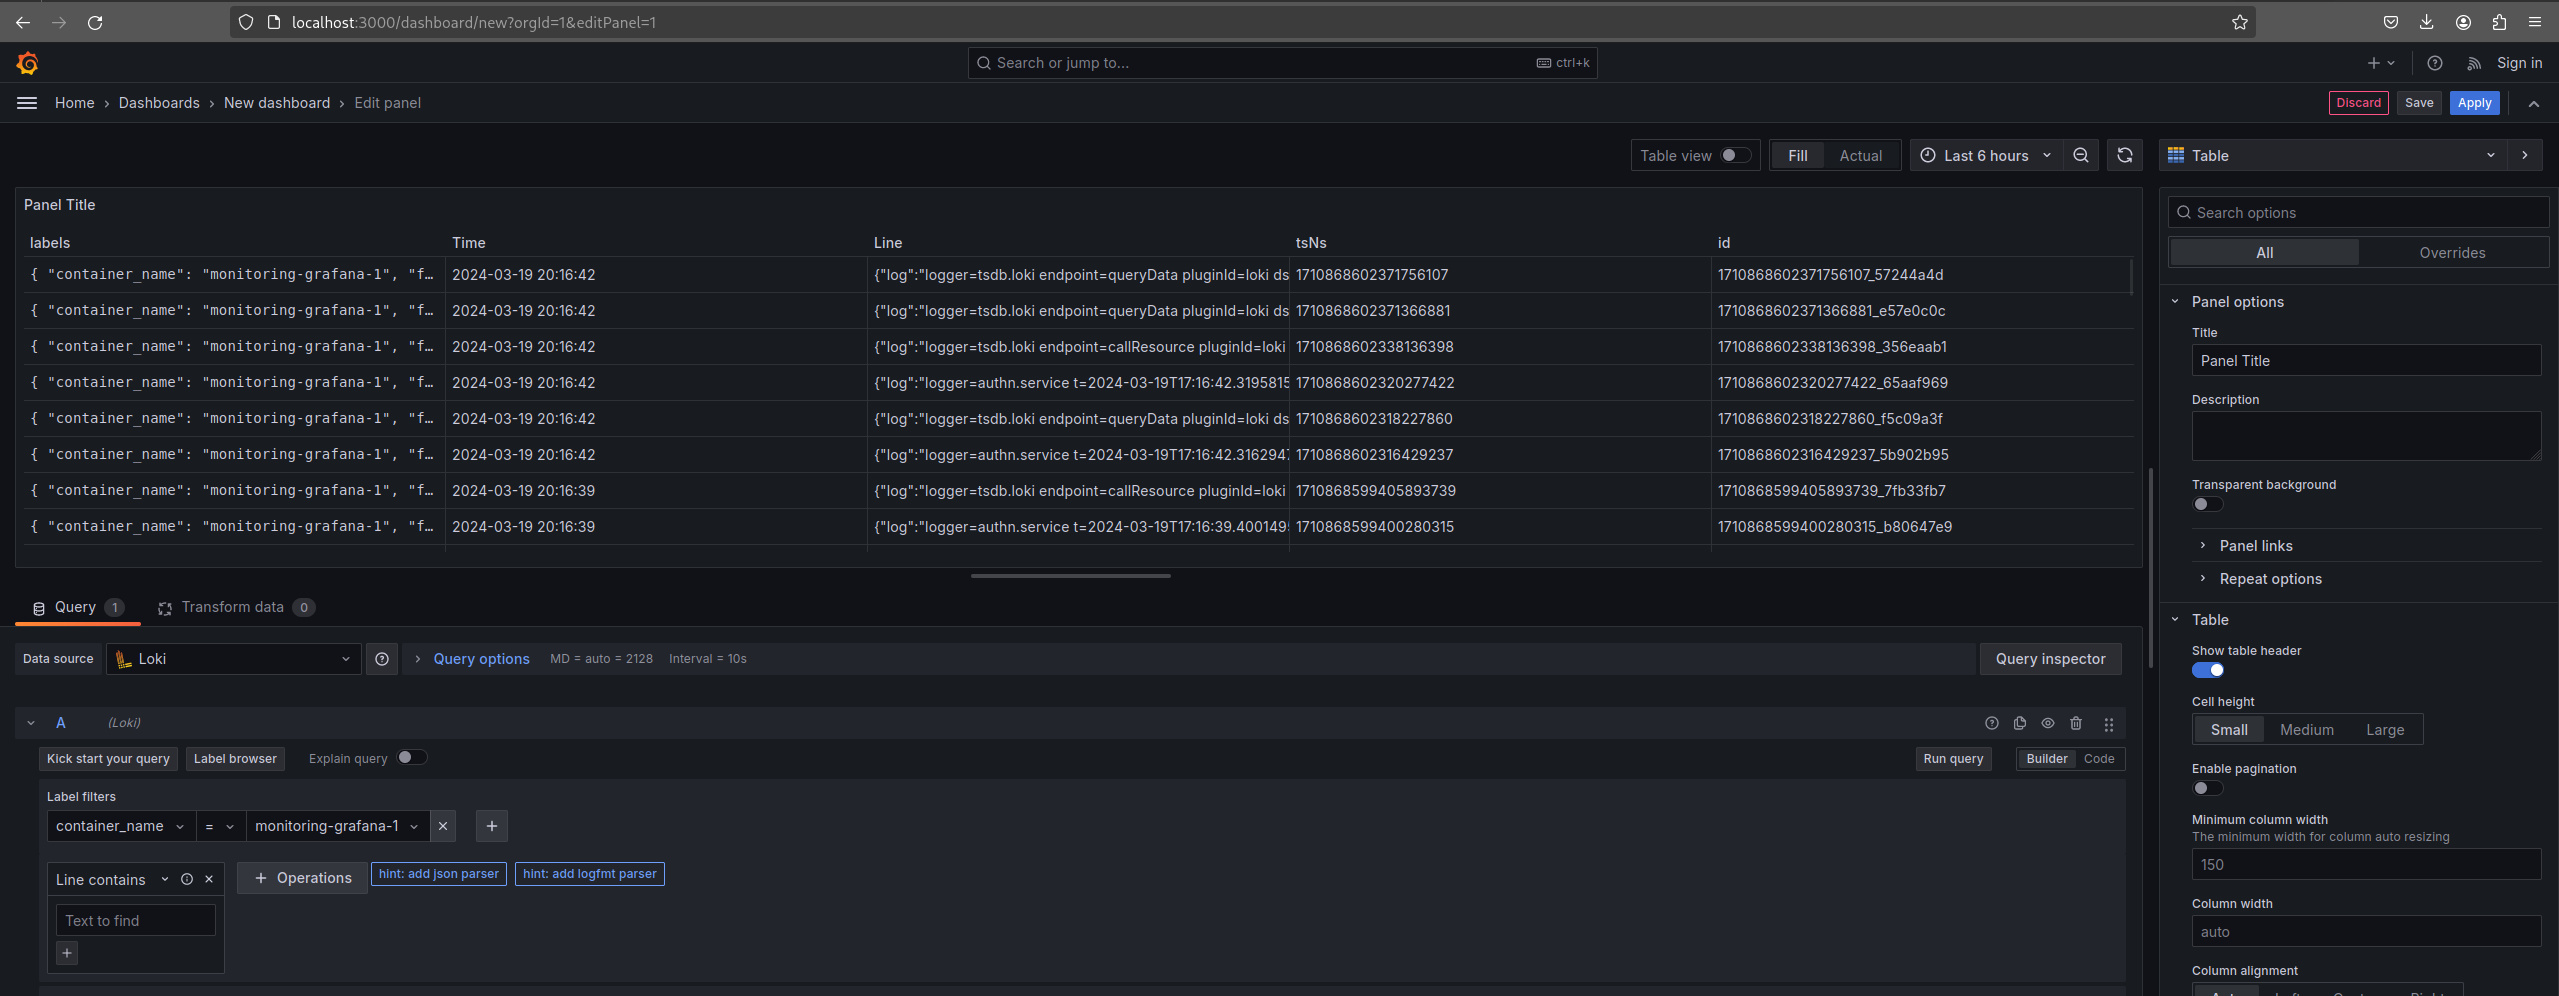 localhost:3000/dashboard/new?orgId=1&editPanel=1
Search or jump to... ctrl+k
Sign in
Home › Dashboards › New dashboard › Edit panel
Discard Save Apply
Table view Fill Actual Last 6 hours Table
Panel Title
labels Time Line tsNs id
{ "container_name": "monitoring-grafana-1", "f... 2024-03-19 20:16:42 {"log":"logger=tsdb.loki endpoint=queryData pluginId=loki ds 1710868602371756107 1710868602371756107_57244a4d
{ "container_name": "monitoring-grafana-1", "f... 2024-03-19 20:16:42 {"log":"logger=tsdb.loki endpoint=queryData pluginId=loki ds 1710868602371366881 1710868602371366881_e57e0c0c
{ "container_name": "monitoring-grafana-1", "f... 2024-03-19 20:16:42 {"log":"logger=tsdb.loki endpoint=callResource pluginId=loki 1710868602338136398 1710868602338136398_356eaab1
{ "container_name": "monitoring-grafana-1", "f... 2024-03-19 20:16:42 {"log":"logger=authn.service t=2024-03-19T17:16:42.3195815 1710868602320277422 1710868602320277422_65aaf969
{ "container_name": "monitoring-grafana-1", "f... 2024-03-19 20:16:42 {"log":"logger=tsdb.loki endpoint=queryData pluginId=loki ds 1710868602318227860 1710868602318227860_f5c09a3f
{ "container_name": "monitoring-grafana-1", "f... 2024-03-19 20:16:42 {"log":"logger=authn.service t=2024-03-19T17:16:42.316294 1710868602316429237 1710868602316429237_5b902b95
{ "container_name": "monitoring-grafana-1", "f... 2024-03-19 20:16:39 {"log":"logger=tsdb.loki endpoint=callResource pluginId=loki 1710868599405893739 1710868599405893739_7fb33fb7
{ "container_name": "monitoring-grafana-1", "f... 2024-03-19 20:16:39 {"log":"logger=authn.service t=2024-03-19T17:16:39.400149 1710868599400280315 1710868599400280315_b80647e9
Query 1 Transform data 0
Data source Loki Query options MD = auto = 2128 Interval = 10s Query inspector
A (Loki)
Kick start your query Label browser Explain query Run query Builder Code
Label filters
container_name = monitoring-grafana-1
Line contains Operations hint: add json parser hint: add logfmt parser
Text to find
Search options
All Overrides
Panel options
Title
Panel Title
Description
Transparent background
Panel links
Repeat options
Table
Show table header
Cell height
Small Medium Large
Enable pagination
Minimum column width
The minimum width for column auto resizing
150
Column width
auto
Column alignment